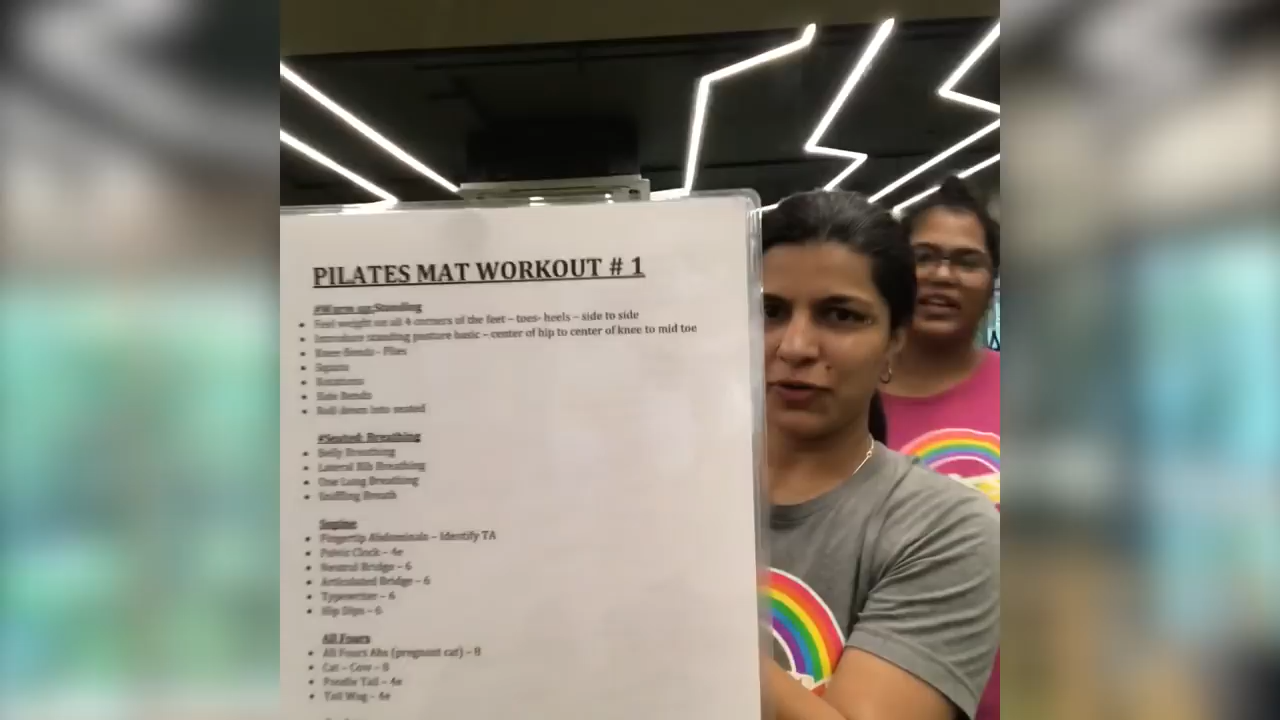 PILATES MAT WORKOUT # 1
#Warm up:Standing
Feel weight on all 4 corners of the feet – toes- heels – side to side
Introduce standing posture basic – center of hip to center of knee to mid toe
Knee Bends - Plies
Squats
Rotations
Side Bends
Roll down into seated
#Seated: Breathing
Belly Breathing
Lateral Rib Breathing
One Lung Breathing
Sniffling Breath
Supine
Fingertip Abdominals – Identify TA
Pelvic Clock – 4e
Neutral Bridge – 6
Articulated Bridge – 6
Typewriter – 6
Hip Dips – 6
All Fours
All Fours Abs (pregnant cat) – 8
Cat – Cow – 8
Poodle Tail – 4e
Tail Wag – 4e